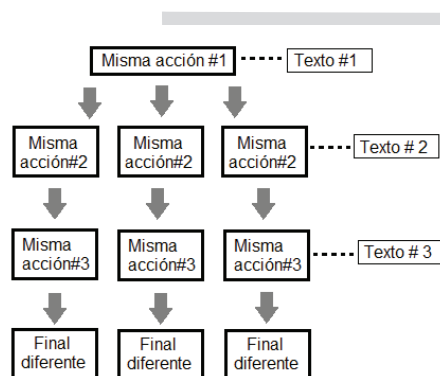 Misma acción #1
Texto #1
Misma
acción#2
Misma
acción#2
Misma
acción#2
Texto # 2
Misma
acción#3
Misma
acción#3
Misma
acción#3
Texto # 3
Final
diferente
Final
diferente
Final
diferente